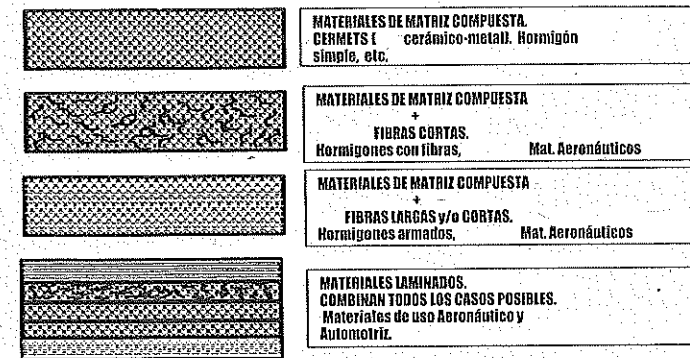 MATERIALES DE MATRIZ COMPUESTA.
CERMETS ( cerámico-metal). Hormigón
simple, etc.
MATERIALES DE MATRIZ COMPUESTA
+
FIBRAS CORTAS.
Hormigones con fibras, Mat. Aeronáuticos
MATERIALES DE MATRIZ COMPUESTA
+
FIBRAS LARGAS y/o CORTAS.
Hormigones armados, Mat. Aeronáuticos
MATERIALES LAMINADOS.
COMBINAN TODOS LOS CASOS POSIBLES.
Materiales de uso Aeronáutico y
Automotriz.